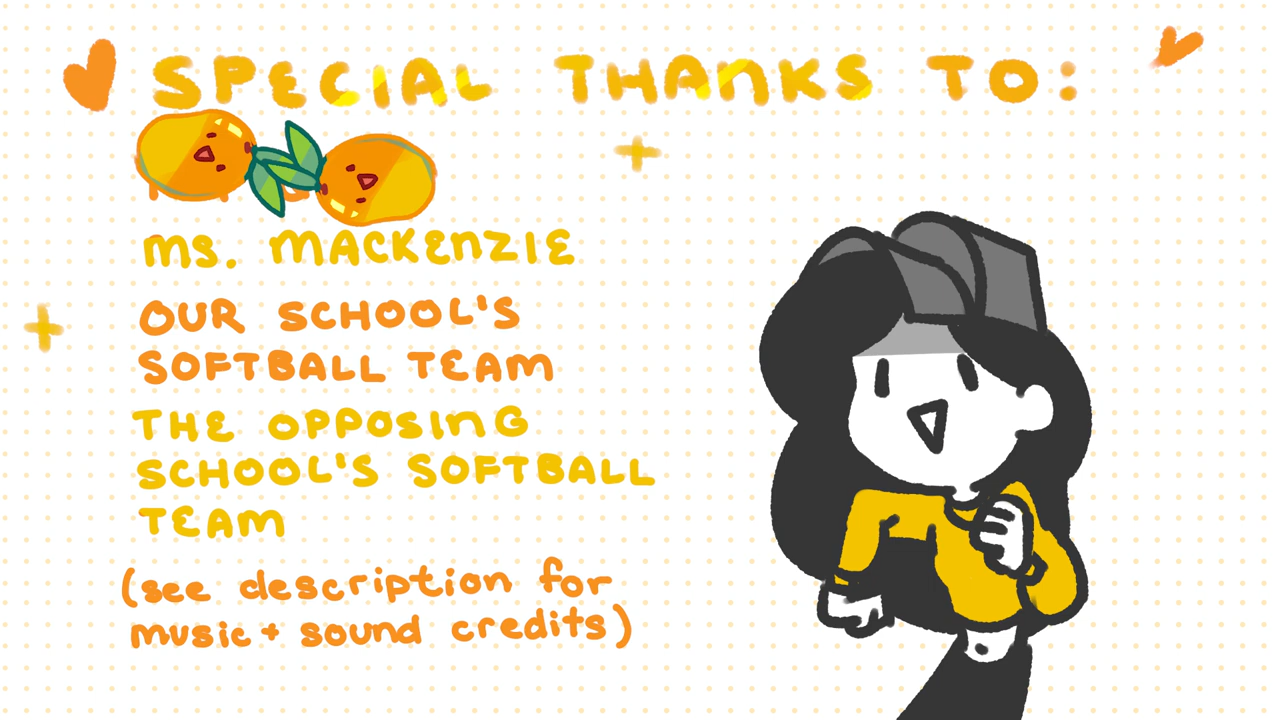 SPECIAL THANKS TO:
MS. MACKENZIE
OUR SCHOOL'S
SOFTBALL TEAM
THE OPPOSING
SCHOOL'S SOFTBALL
TEAM
(see description for
music + sound credits)